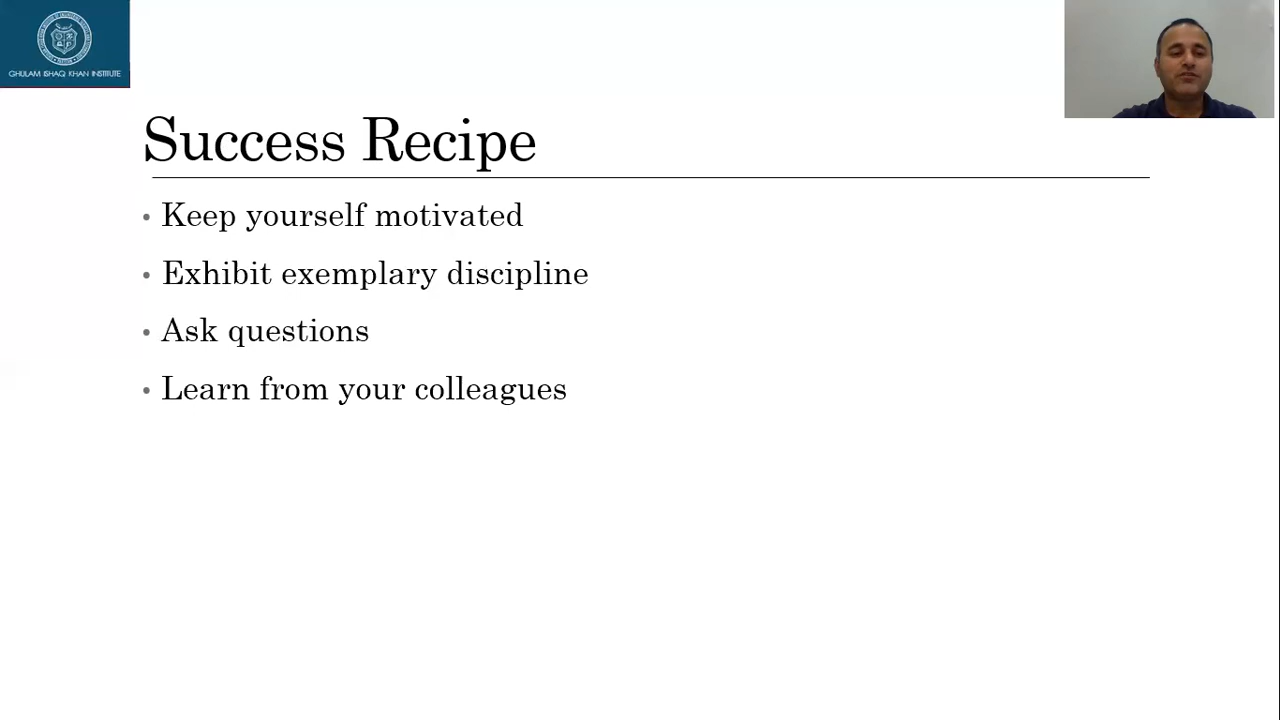 GHULAM ISHAQ KHAN INSTITUTE
Success Recipe
• Keep yourself motivated
• Exhibit exemplary discipline
• Ask questions
• Learn from your colleagues